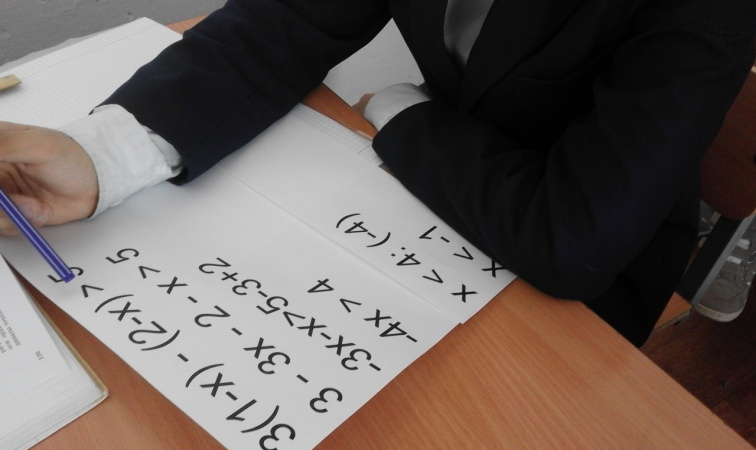 3(1-x) - (2-x) > 5
3 - 3x - 2 - x > 5
-3x-x>5-3+2
-4x > 4
x < 4: (-4)
x < -1